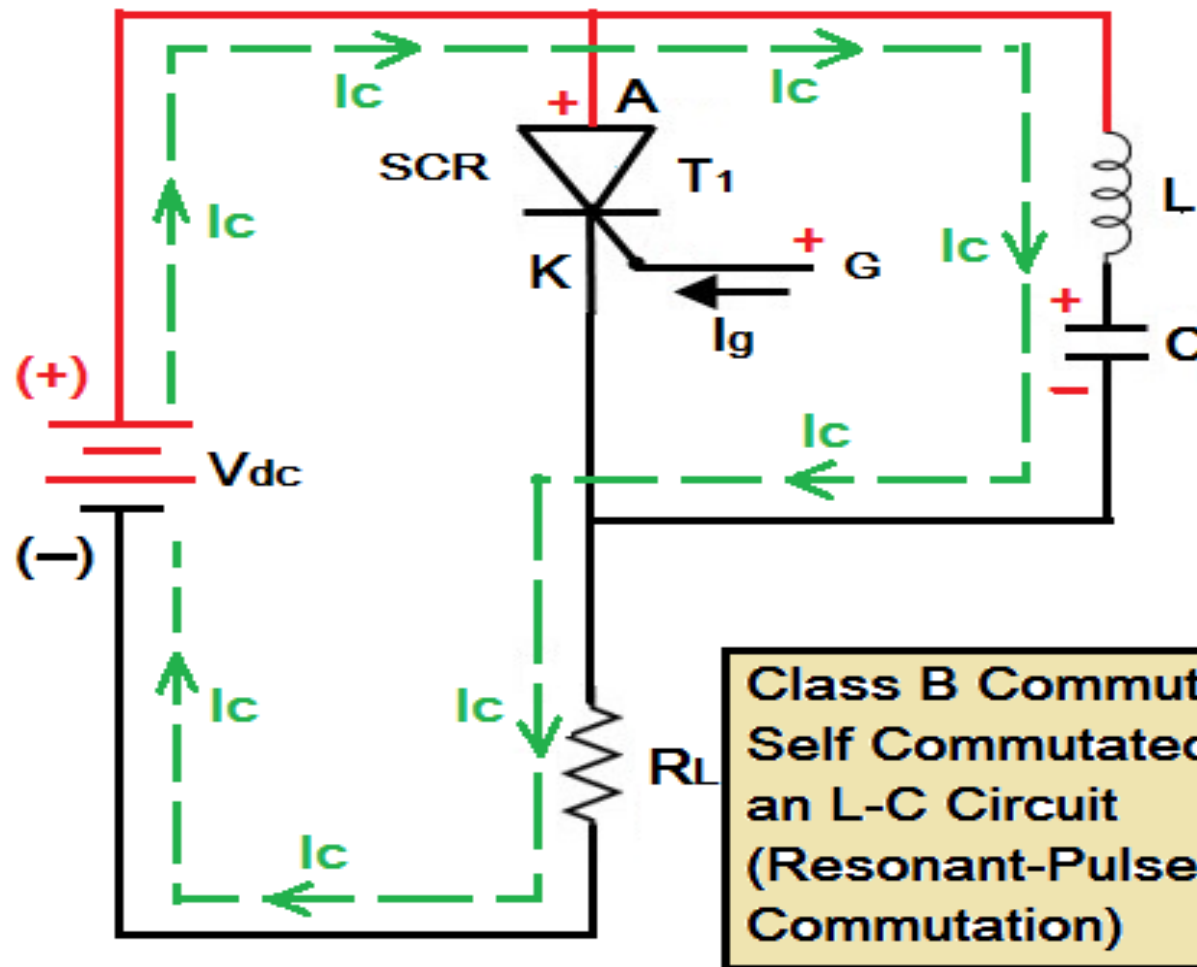 Ic
Ic
+
A
SCR
T1
L
Ic
K
+
G
Ic
Ig
+
C
(+)
−
Ic
Vdc
(−)
Class B Commut
Self Commutated
an L-C Circuit
(Resonant-Pulse
Commutation)
Ic
Ic
RL
Ic